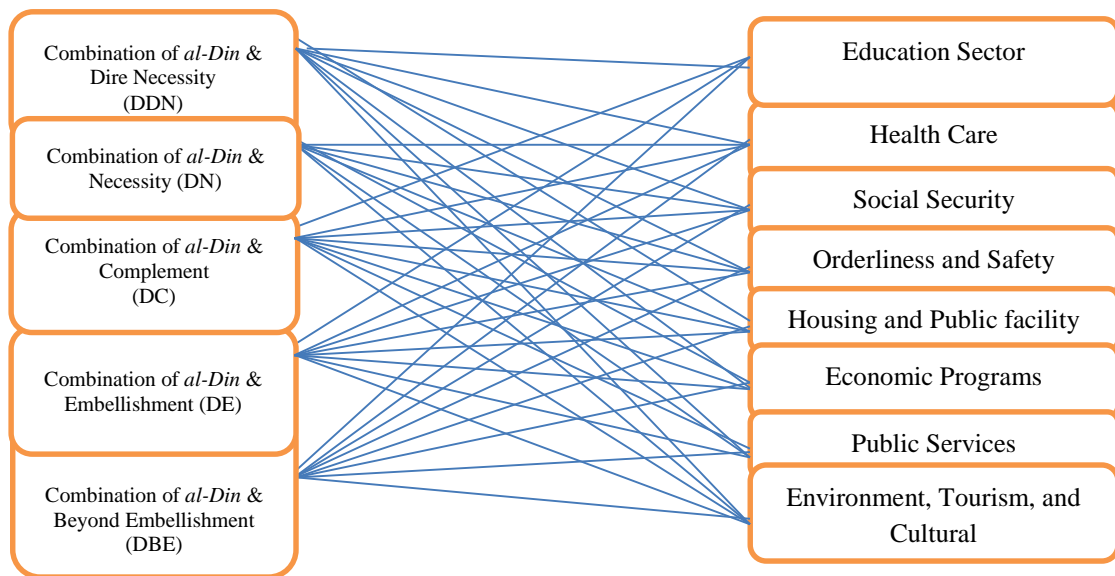 Combination of al-Din &
Dire Necessity
(DDN)
Combination of al-Din &
Necessity (DN)
Combination of al-Din &
Complement
(DC)
Combination of al-Din &
Embellishment (DE)
Combination of al-Din &
Beyond Embellishment
(DBE)
Education Sector
Health Care
Social Security
Orderliness and Safety
Housing and Public facility
Economic Programs
Public Services
Environment, Tourism, and
Cultural